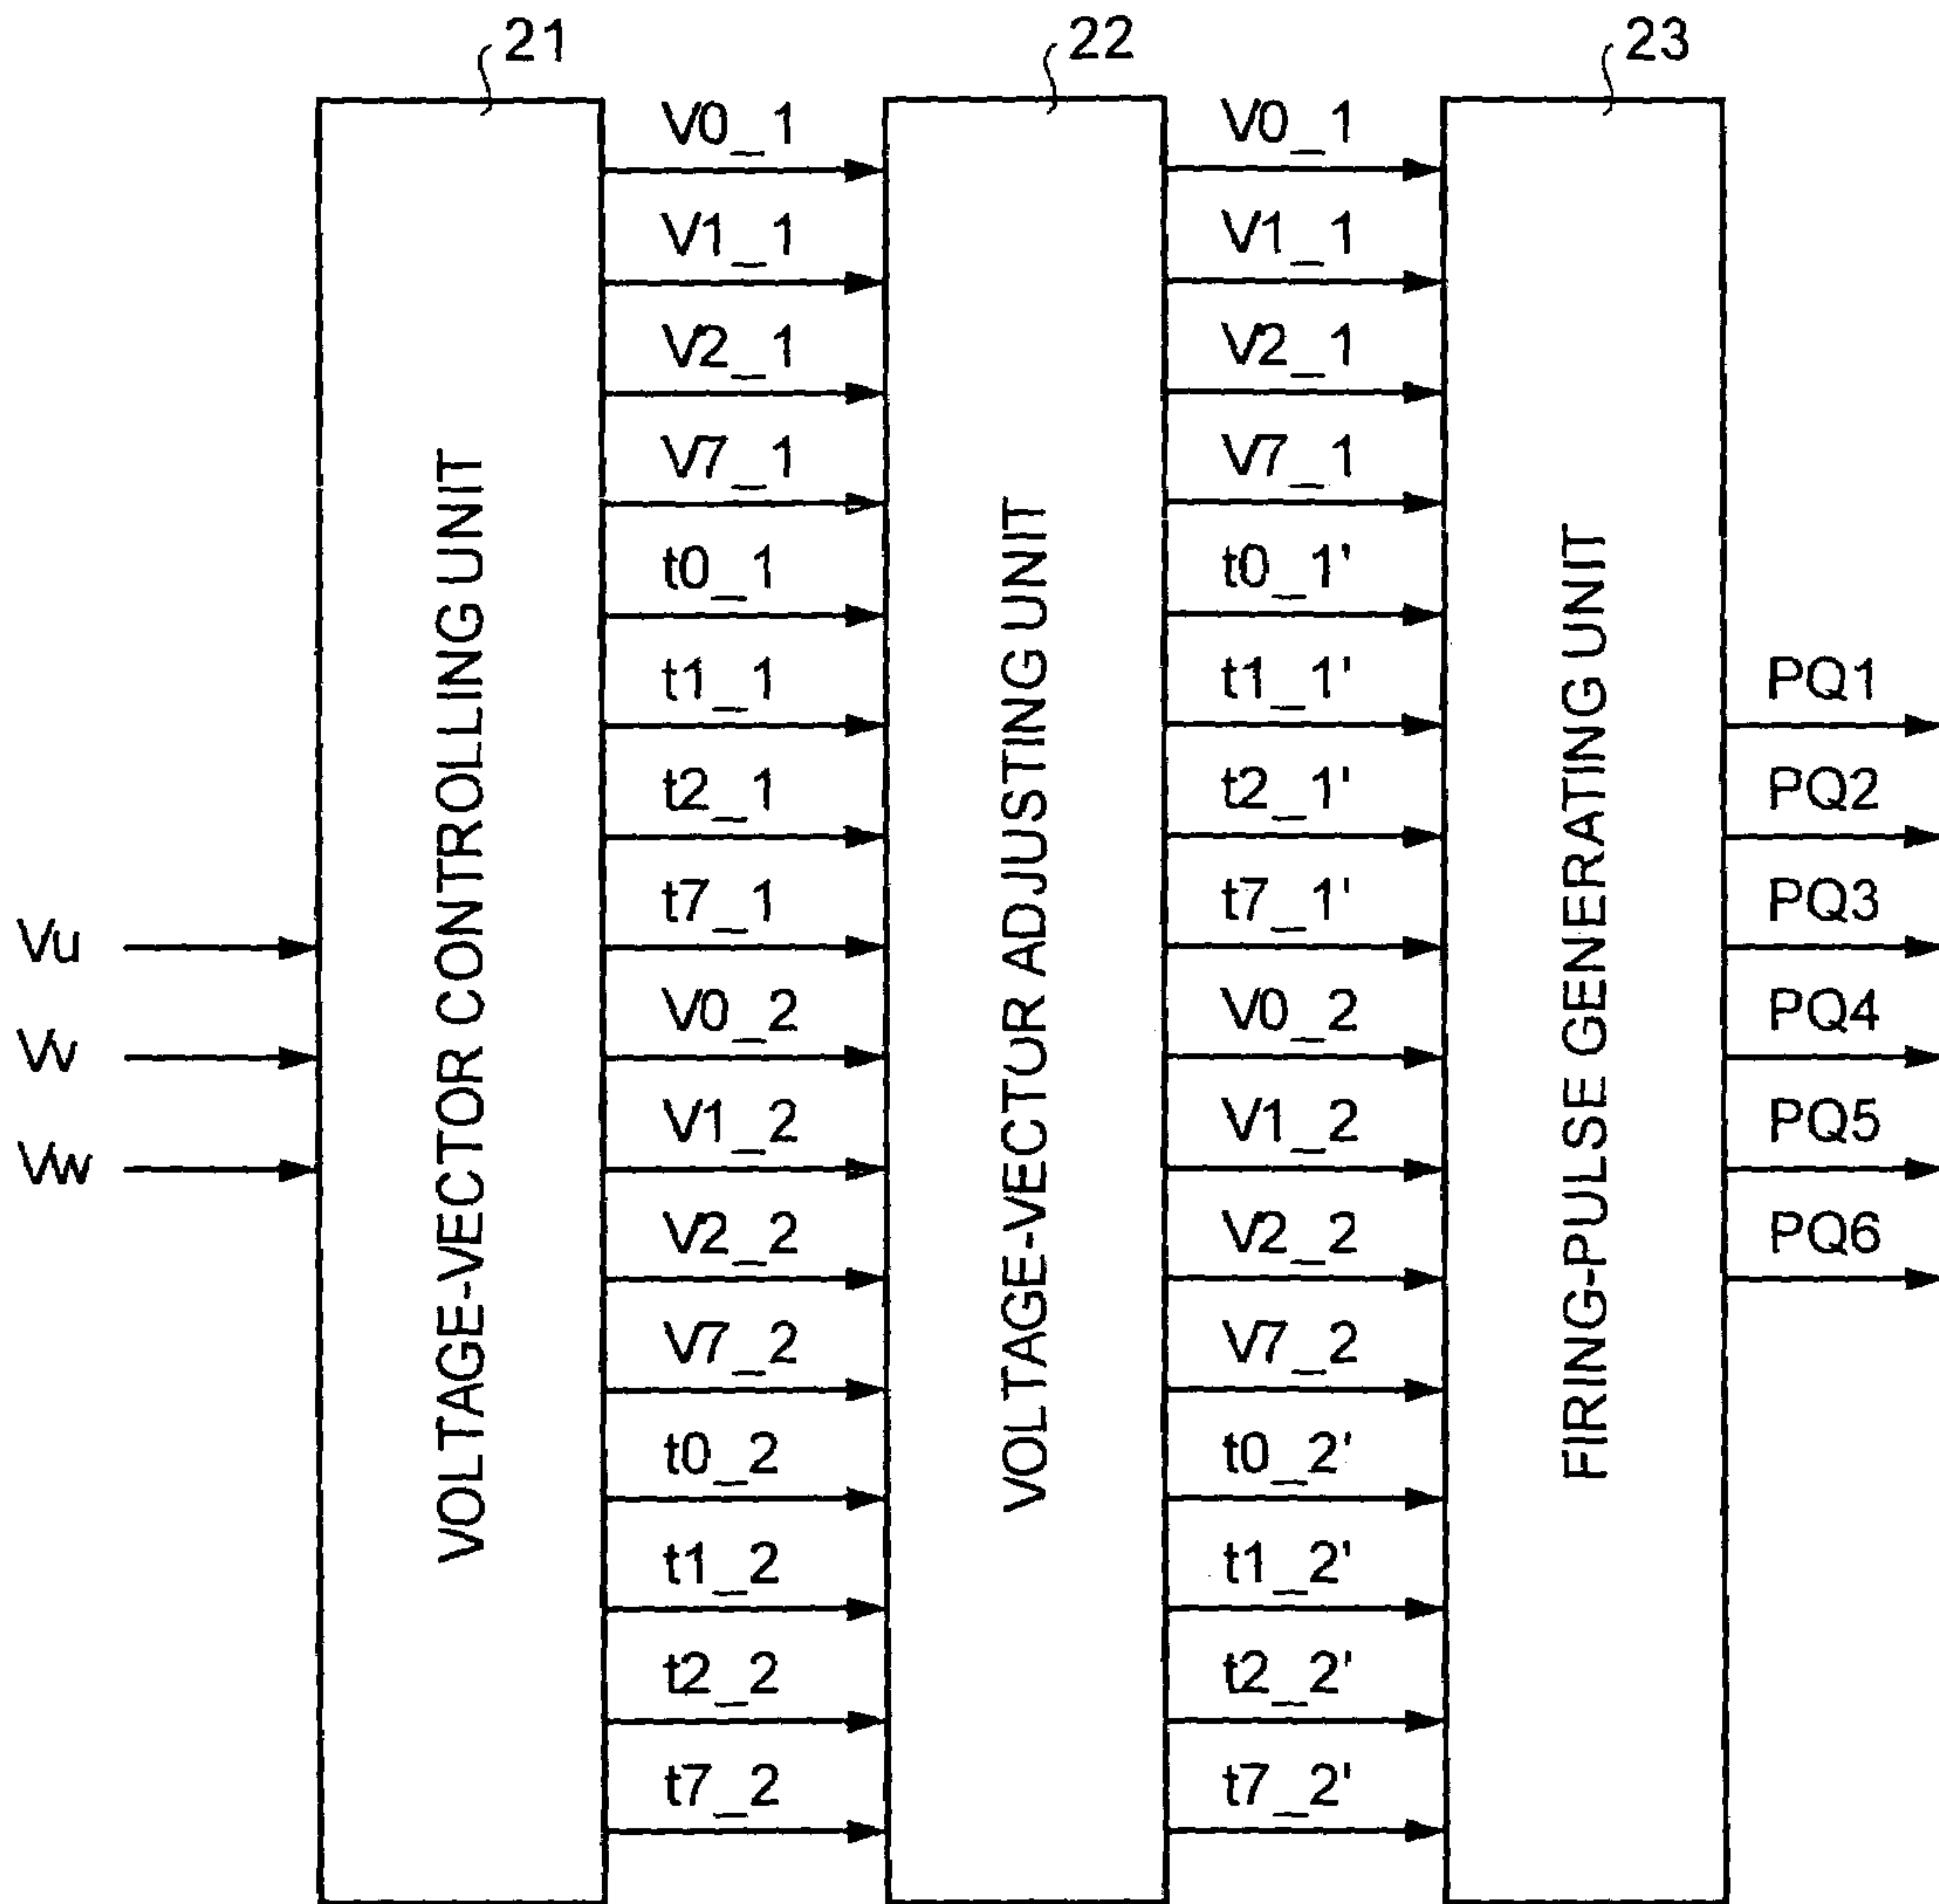 21
22
23
Vu
Vv
Vw
VOLTAGE-VECTOR CONTROLLING UNIT
V0_1
V1_1
V2_1
V7_1
t0_1
t1_1
t2_1
t7_1
V0_2
V1_2
V2_2
V7_2
t0_2
t1_2
t2_2
t7_2
VOLTAGE-VECTUR ADJUSTING UNIT
V0_1
V1_1
V2_1
V7_1
t0_1'
t1_1'
t2_1'
t7_1'
V0_2
V1_2
V2_2
V7_2
t0_2'
t1_2'
t2_2'
t7_2'
FIRING-PULSE GENERATING UNIT
PQ1
PQ2
PQ3
PQ4
PQ5
PQ6